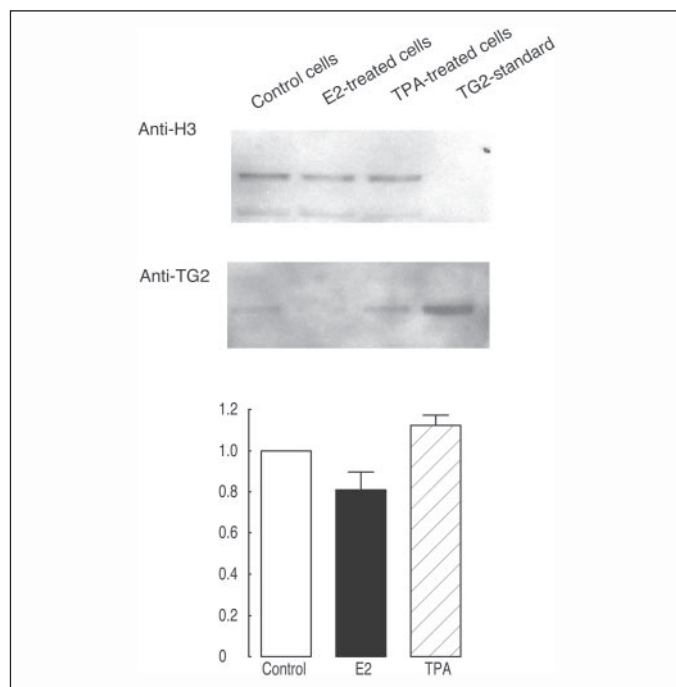 Control cells
E2-treated cells
TPA-treated cells
TG2-standard
Anti-H3
Anti-TG2
1.2
1.0
0.8
0.6
0.4
0.2
0
Control E2 TPA